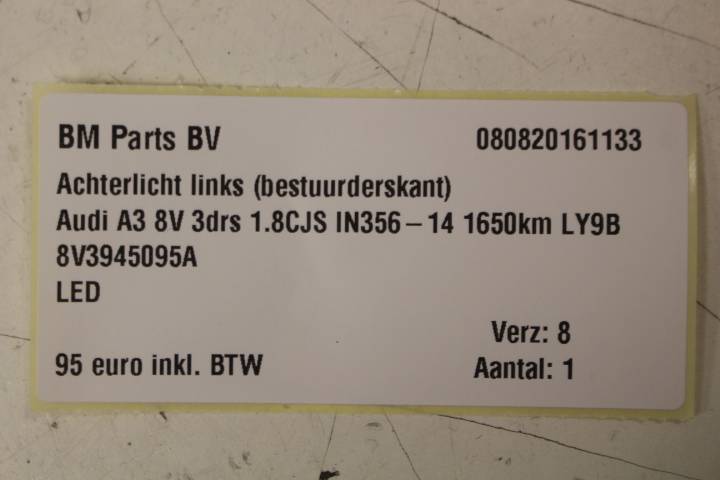 BM Parts BV 080820161133
Achterlicht links (bestuurderskant)
Audi A3 8V 3drs 1.8CJS IN356-14 1650km LY9B
8V3945095A
LED
Verz: 8
95 euro inkl. BTW Aantal: 1